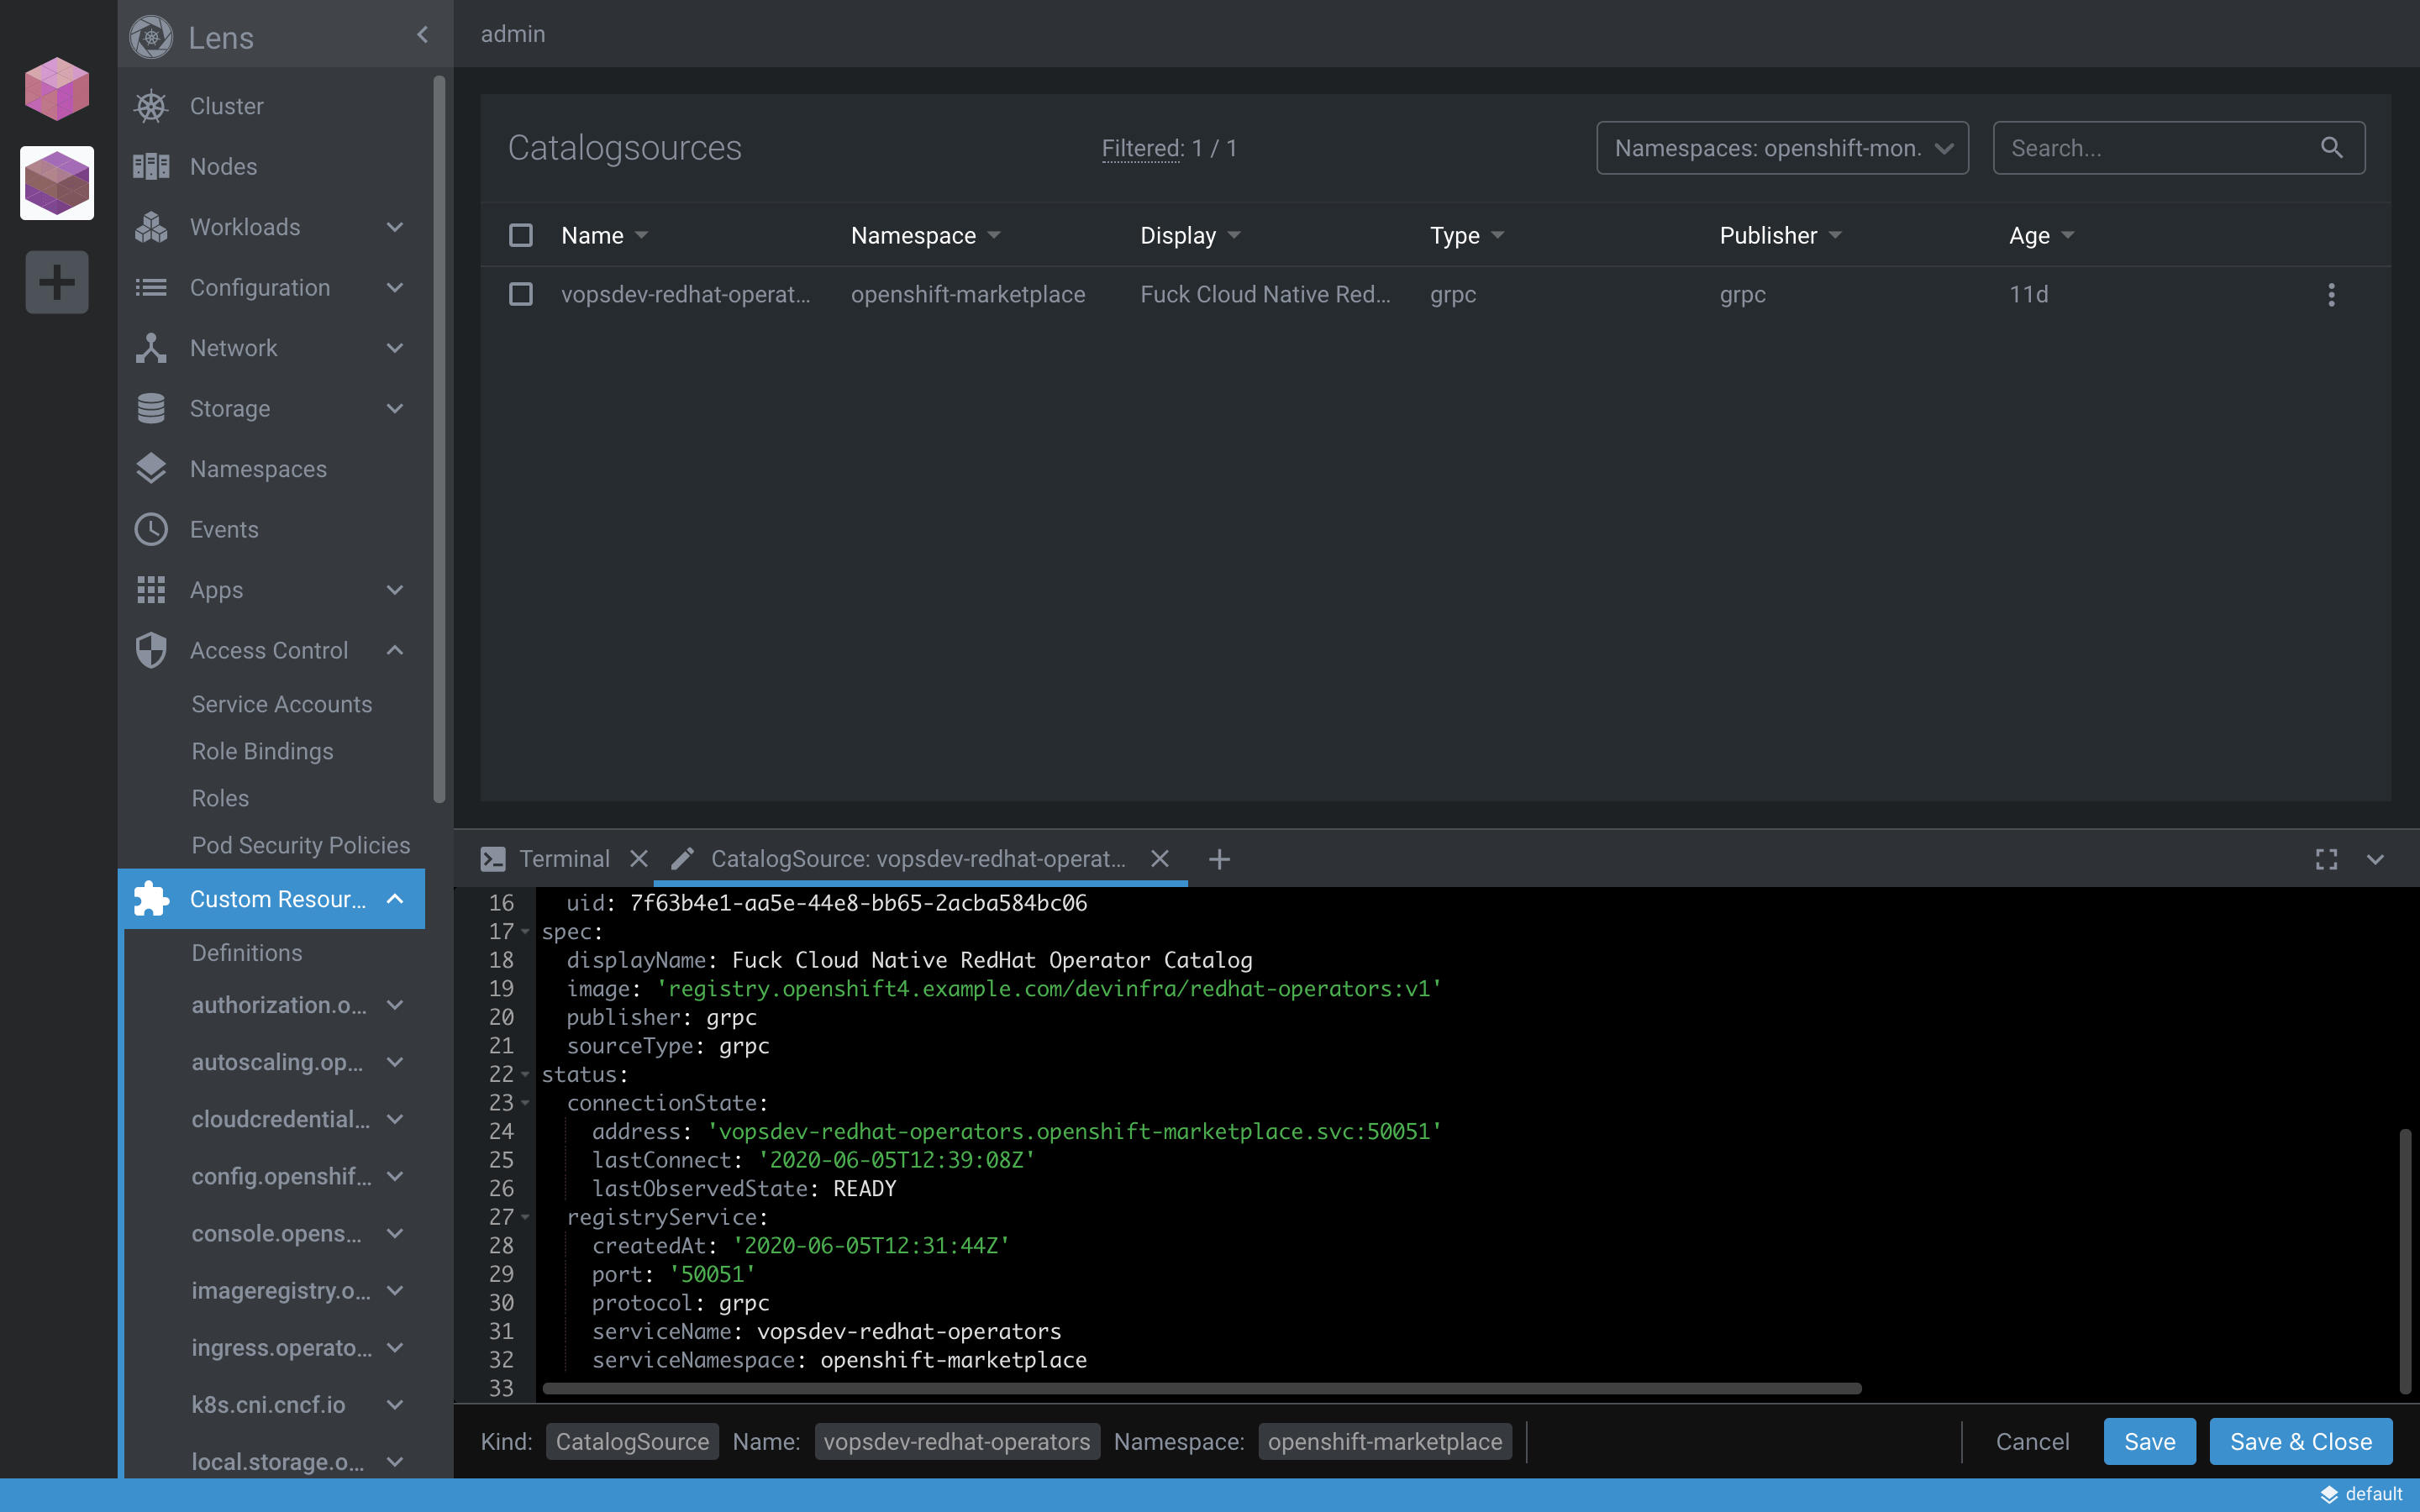 Lens
admin
Cluster
Nodes
Workloads
Configuration
Network
Storage
Namespaces
Events
Apps
Access Control
Service Accounts
Role Bindings
Roles
Pod Security Policies
Custom Resour...
Definitions
authorization.o...
autoscaling.op...
cloudcredential...
config.openshif...
console.opens...
imageregistry.o...
ingress.operato...
k8s.cni.cncf.io
local.storage.o...
Catalogsources
Filtered: 1 / 1
Namespaces: openshift-mon.
Search...
Name Namespace Display Type Publisher Age
vopsdev-redhat-operat... openshift-marketplace Fuck Cloud Native Red... grpc grpc 11d
Terminal CatalogSource: vopsdev-redhat-operat...
16 uid: 7f63b4e1-aa5e-44e8-bb65-2acba584bc06
17 spec:
18 displayName: Fuck Cloud Native RedHat Operator Catalog
19 image: 'registry.openshift4.example.com/devinfra/redhat-operators:v1'
20 publisher: grpc
21 sourceType: grpc
22 status:
23 connectionState:
24 address: 'vopsdev-redhat-operators.openshift-marketplace.svc:50051'
25 lastConnect: '2020-06-05T12:39:08Z'
26 lastObservedState: READY
27 registryService:
28 createdAt: '2020-06-05T12:31:44Z'
29 port: '50051'
30 protocol: grpc
31 serviceName: vopsdev-redhat-operators
32 serviceNamespace: openshift-marketplace
33
Kind: CatalogSource Name: vopsdev-redhat-operators Namespace: openshift-marketplace
Cancel Save Save & Close
default